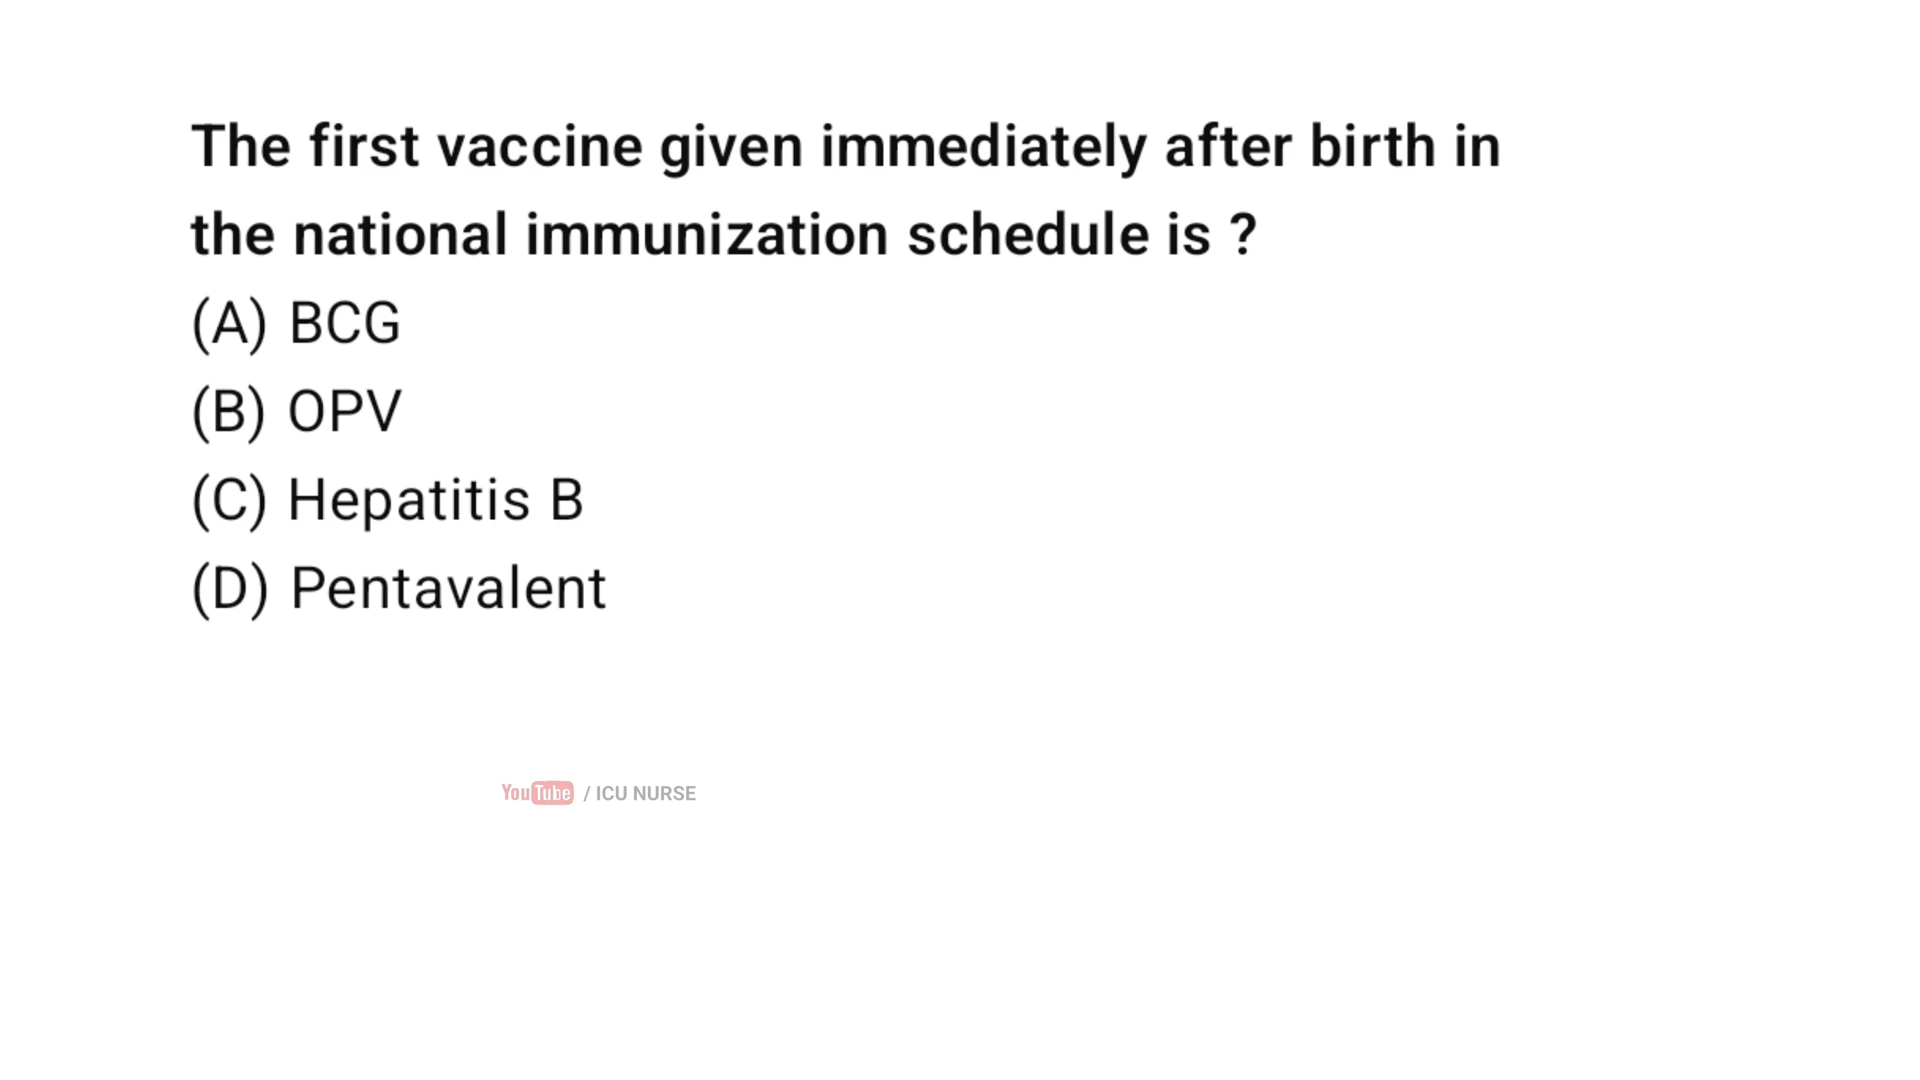 The first vaccine given immediately after birth in
the national immunization schedule is ?
(A) BCG
(B) OPV
(C) Hepatitis B
(D) Pentavalent
YouTube / ICU NURSE